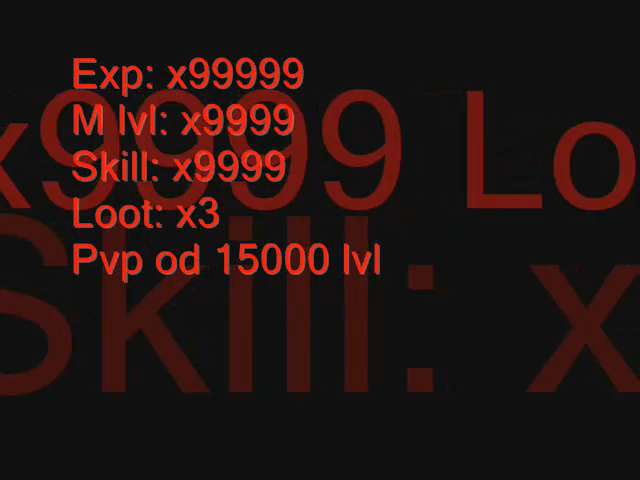 Exp: x99999
M lvl: x9999
Skill: x9999
Loot: x3
Pvp od 15000 lvl
x9999 Lo
Skill: x